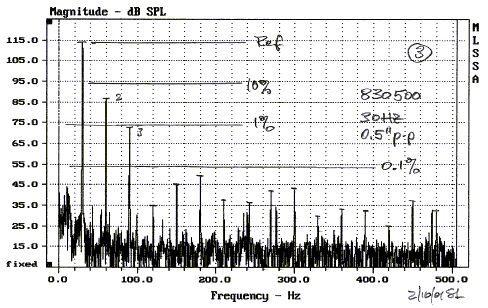 Magnitude - dB SPL
M
L
S
S
A
115.0
105.0
95.0
85.0
75.0
65.0
55.0
45.0
35.0
25.0
15.0
fixed
Ref
3
10%
2
830500
30Hz
0.5" p-p
1%
3
0.1%
0.0
100.0
200.0
300.0
400.0
500.0
Frequency - Hz
2/10/01 SL